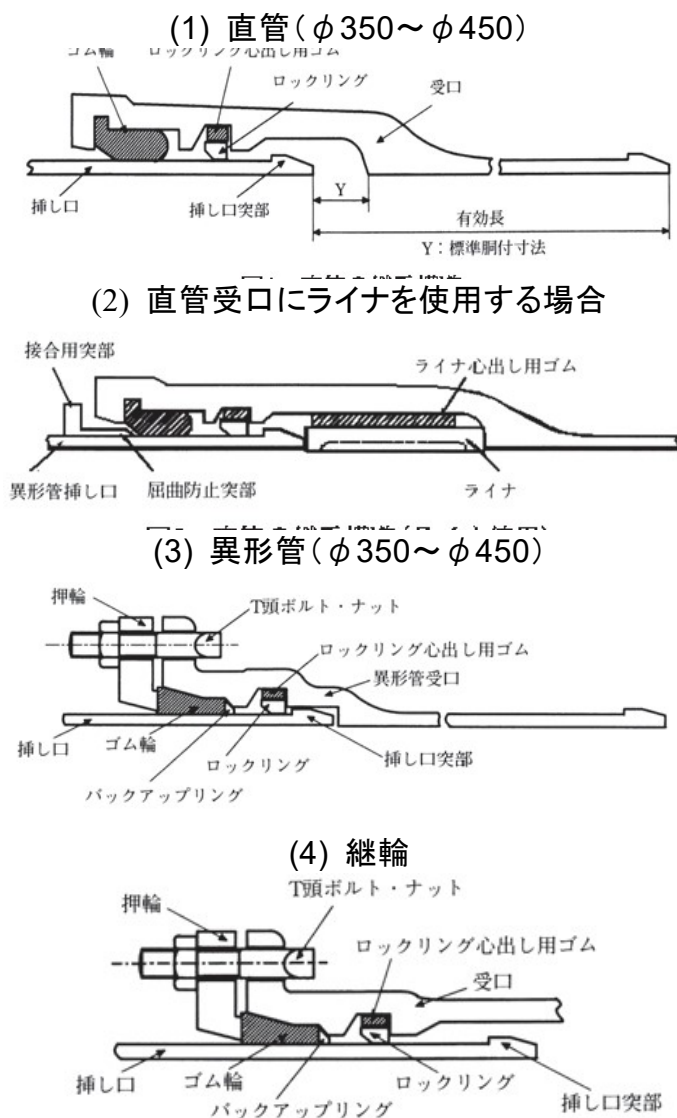 (1) 直管(φ350～φ450)
ゴム輪
ロックリング心出し用ゴム
ロックリング
受口
挿し口
挿し口突部
Y
有効長
Y：標準胴付寸法
(2) 直管受口にライナを使用する場合
接合用突部
ライナ心出し用ゴム
異形管挿し口
屈曲防止突部
ライナ
(3) 異形管(φ350～φ450)
押輪
T頭ボルト・ナット
ロックリング心出し用ゴム
異形管受口
挿し口
ゴム輪
ロックリング
挿し口突部
バックアップリング
(4) 継輪
T頭ボルト・ナット
押輪
ロックリング心出し用ゴム
受口
挿し口
ゴム輪
ロックリング
挿し口突部
バックアップリング